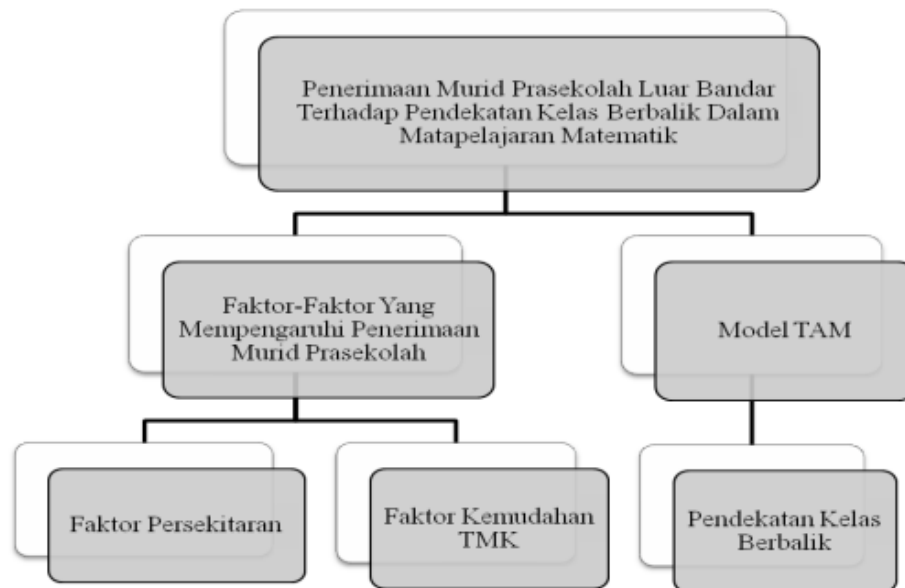 Penerimaan Murid Prasekolah Luar Bandar
Terhadap Pendekatan Kelas Berbalik Dalam
Matapelajaran Matematik
Faktor-Faktor Yang
Mempengaruhi Penerimaan
Murid Prasekolah
Model TAM
Faktor Persekitaran
Faktor Kemudahan
TMK
Pendekatan Kelas
Berbalik